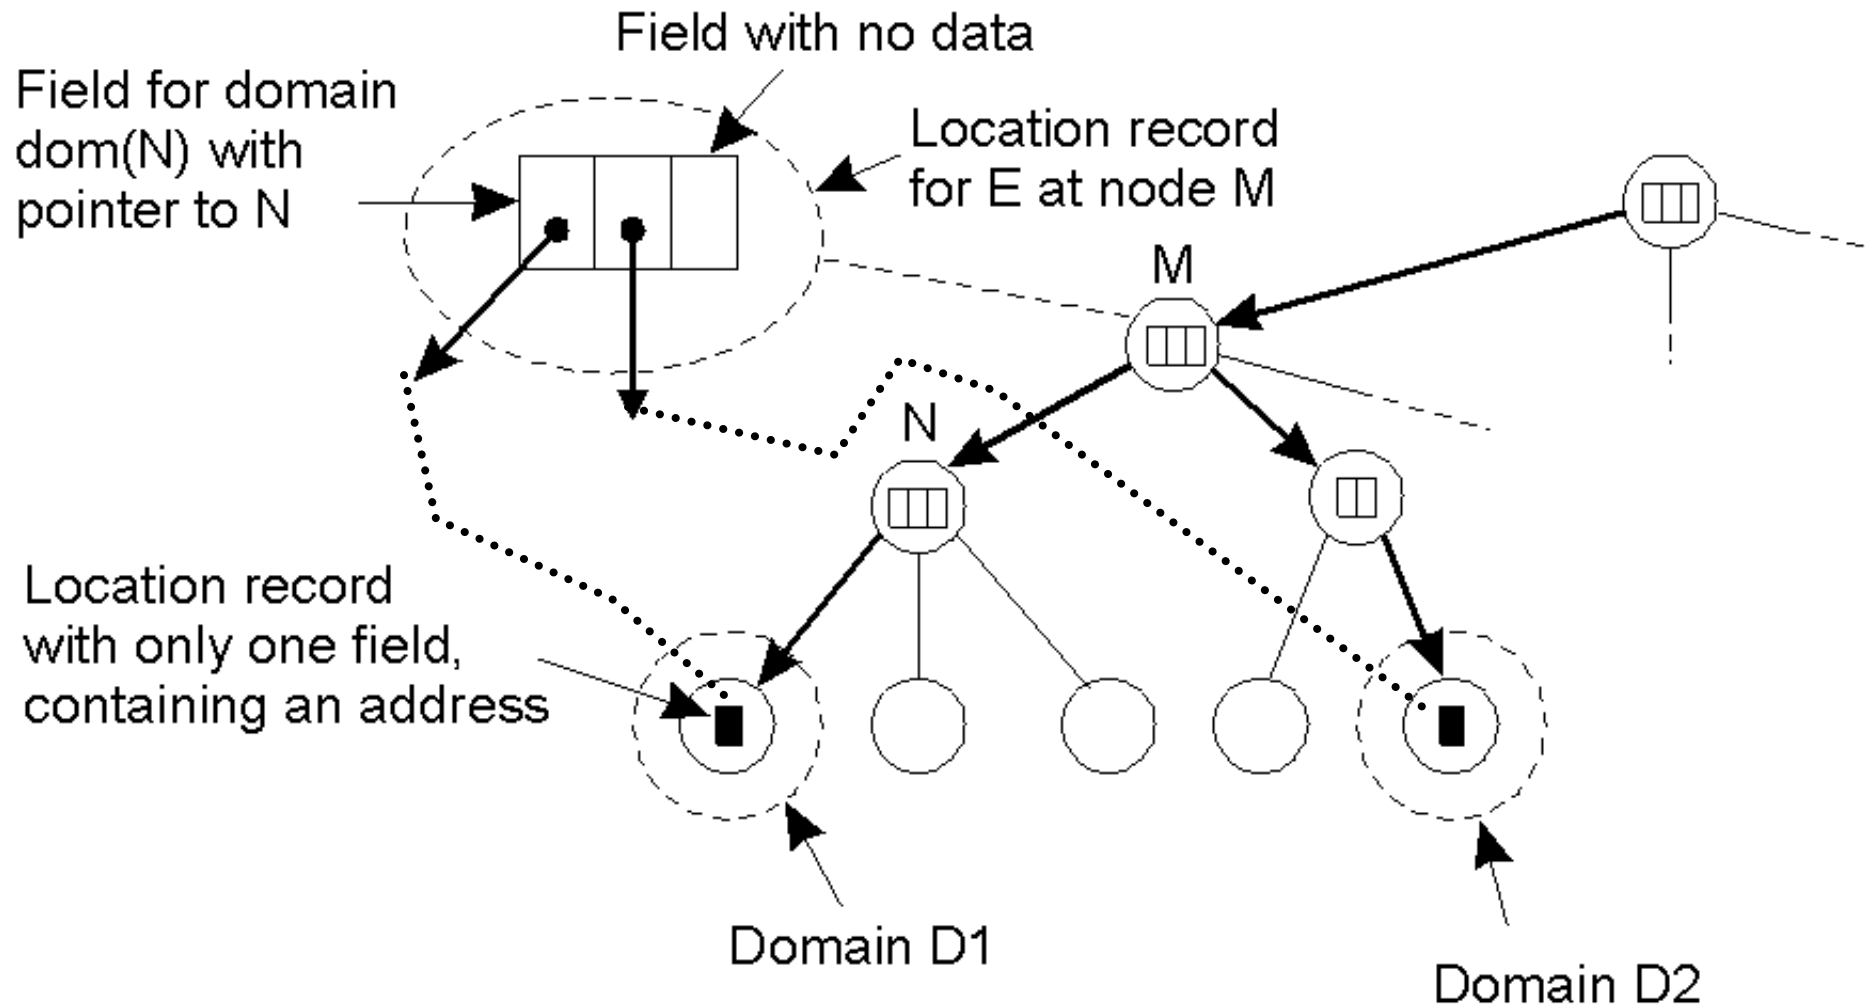 Field with no data
Field for domain
dom(N) with
pointer to N
Location record
for E at node M
M
N
Location record
with only one field,
containing an address
Domain D1
Domain D2